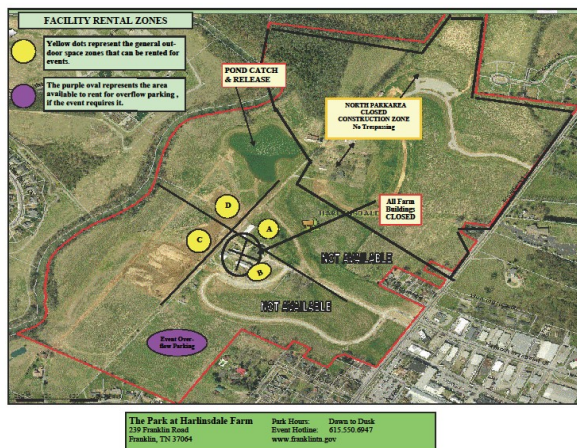 FACILITY RENTAL ZONES
Yellow dots represent the general out-
door space zones that can be rented for
events.
The purple oval represents the area
available to rent for overflow parking ,
if the event requires it.
POND CATCH
& RELEASE
NORTH PARKAREA
CLOSED
CONSTRUCTION ZONE
No Trespassing
All Farm
Buildings
CLOSED
D
A
C
B
NOT AVAILABLE
NOT AVAILABLE
Event Over-
flow Parking
The Park at Harlinsdale Farm
239 Franklin Road
Franklin, TN 37064
Park Hours: Dawn to Dusk
Event Hotline: 615.550.6947
www.franklintn.gov